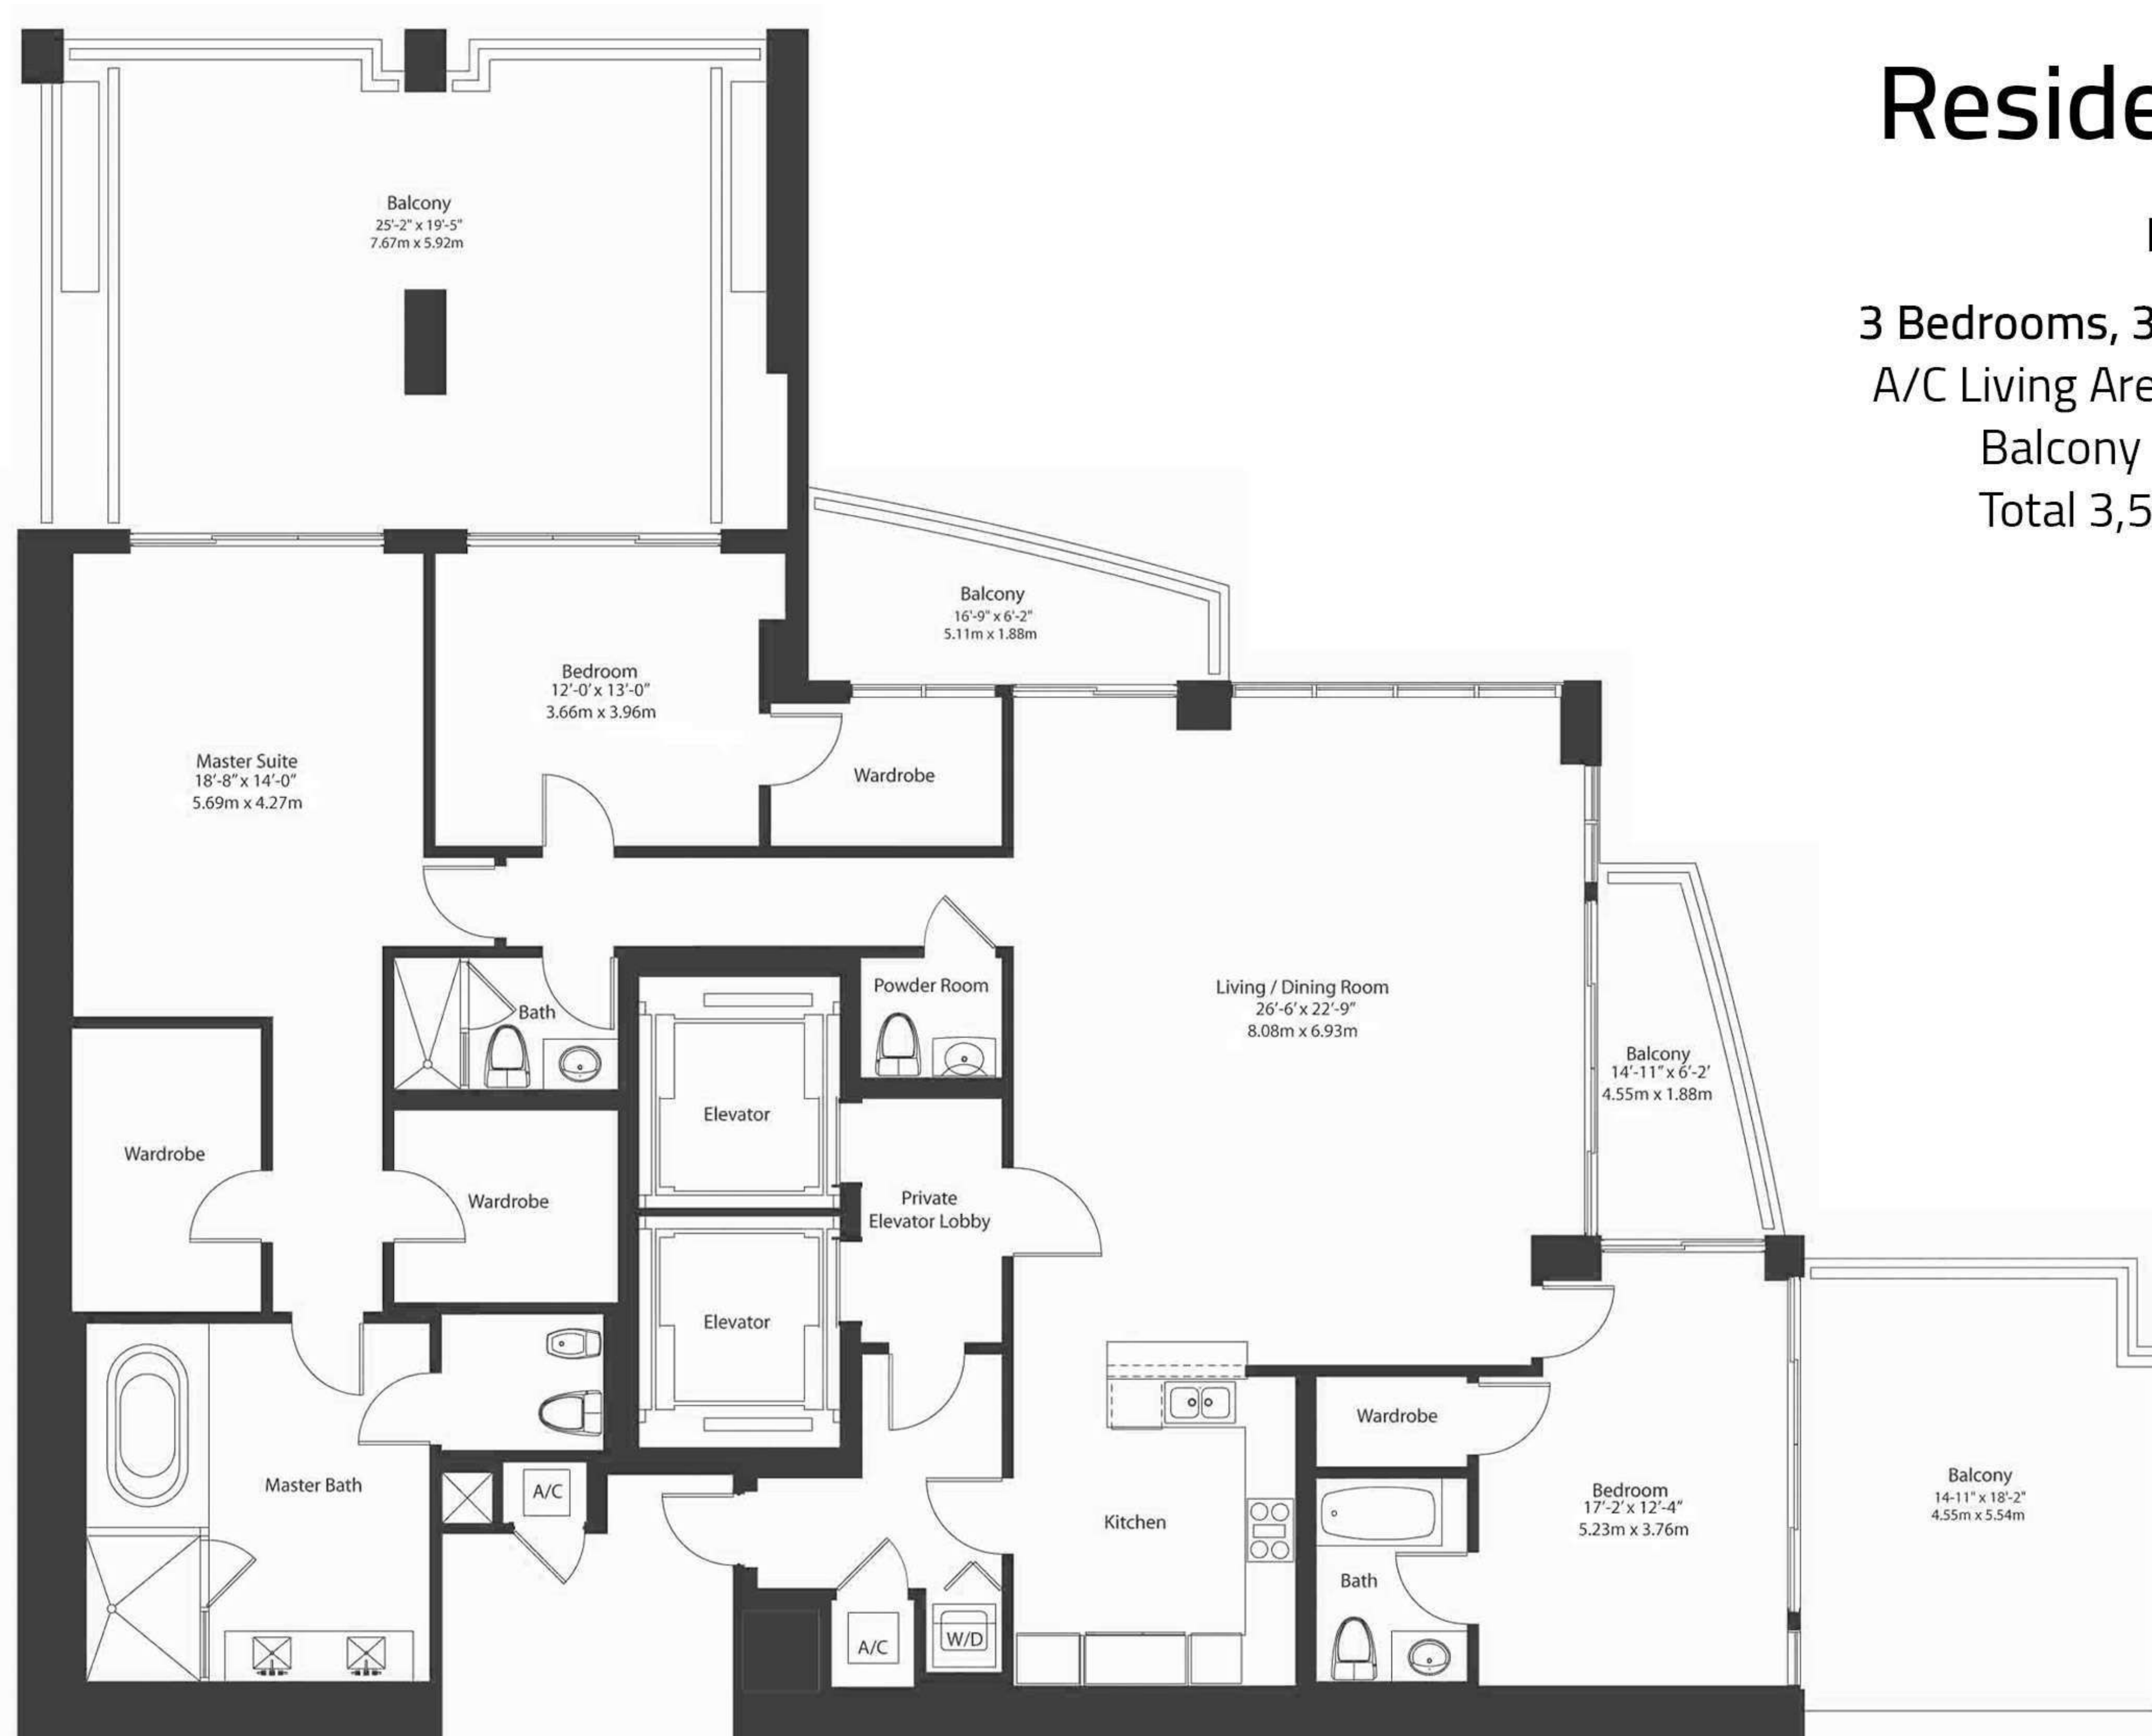 Reside
3 Bedrooms, 3
A/C Living Are
Balcony
Total 3,5
Balcony
25'-2" x 19'-5"
7.67m x 5.92m
Balcony
16'-9" x 6'-2"
5.11m x 1.88m
Bedroom
12'-0' x 13'-0"
3.66m x 3.96m
Master Suite
18'-8" x 14'-0"
5.69m x 4.27m
Wardrobe
Powder Room
Living / Dining Room
26'-6' x 22'-9"
8.08m x 6.93m
Bath
Balcony
14'-11" x 6'-2'
4.55m x 1.88m
Elevator
Wardrobe
Wardrobe
Private
Elevator Lobby
Elevator
Wardrobe
Master Bath
A/C
Kitchen
Bedroom
17'-2' x 12'-4"
5.23m x 3.76m
Balcony
14-11" x 18'-2"
4.55m x 5.54m
Bath
A/C
W/D